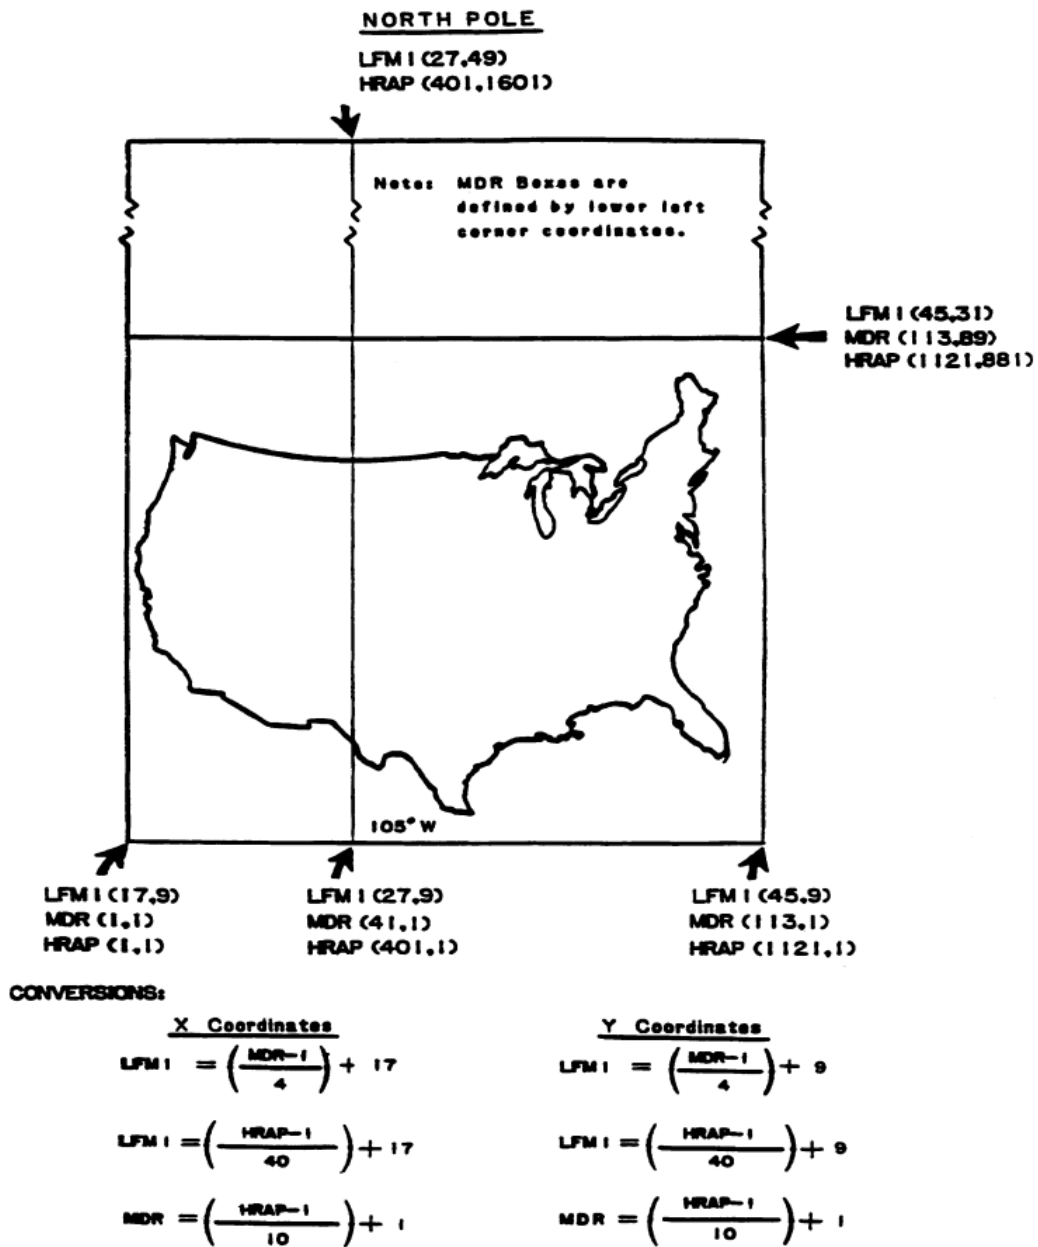 NORTH POLE
LFM I (27,49)
HRAP (401,1601)
Note: MDR Boxes are
defined by lower left
corner coordinates.
LFM I (45,31)
MDR (113,89)
HRAP (1121,881)
105° W
LFM I (17,9)
MDR (1,1)
HRAP (1,1)
LFM I (27,9)
MDR (41,1)
HRAP (401,1)
LFM I (45,9)
MDR (113,1)
HRAP (1121,1)
CONVERSIONS:
X Coordinates
LFM I = (MDR-1 / 4) + 17
LFM I = (HRAP-1 / 40) + 17
MDR = (HRAP-1 / 10) + 1
Y Coordinates
LFM I = (MDR-1 / 4) + 9
LFM I = (HRAP-1 / 40) + 9
MDR = (HRAP-1 / 10) + 1